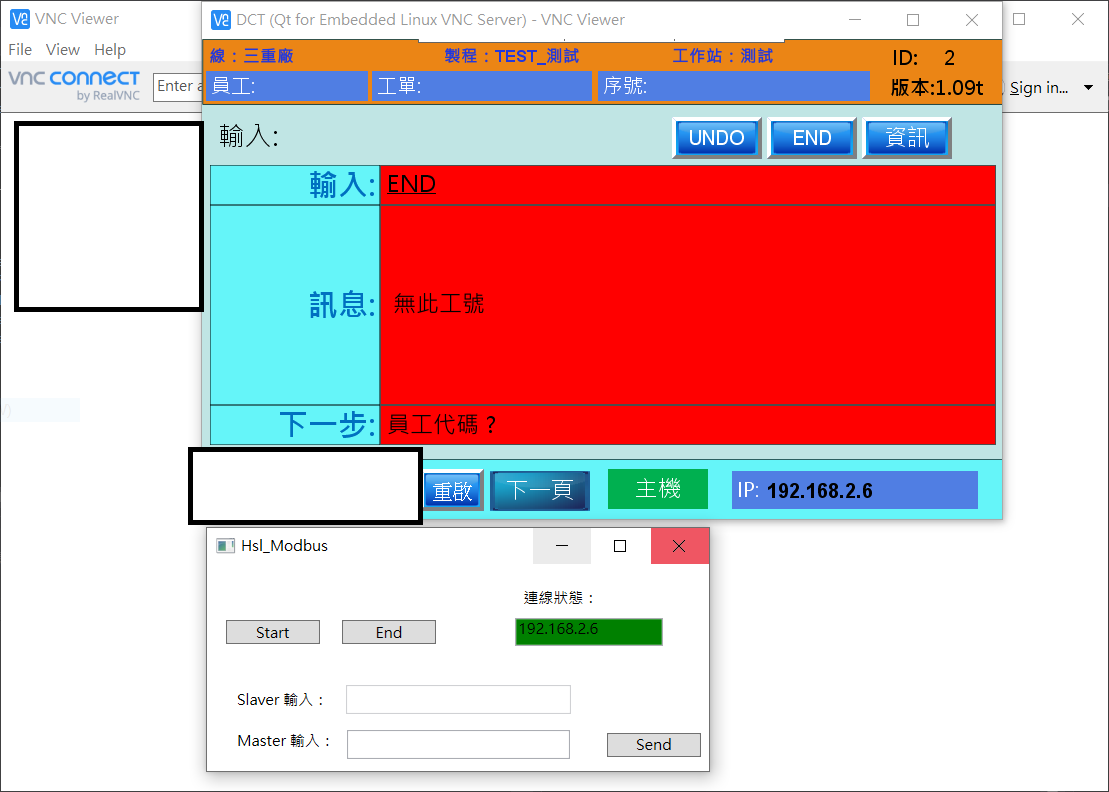 VNC Viewer
File View Help
vnc connect
by RealVNC
Enter a
Sign in...
DCT (Qt for Embedded Linux VNC Server) - VNC Viewer
線：三重廠 製程：TEST_測試 工作站：測試 ID: 2
員工: 工單: 序號: 版本:1.09t
輸入: UNDO END 資訊
輸入: END
訊息: 無此工號
下一步: 員工代碼？
重啟 下一頁 主機 IP: 192.168.2.6
Hsl_Modbus
連線狀態：
Start End 192.168.2.6
Slaver 輸入：
Master 輸入： Send